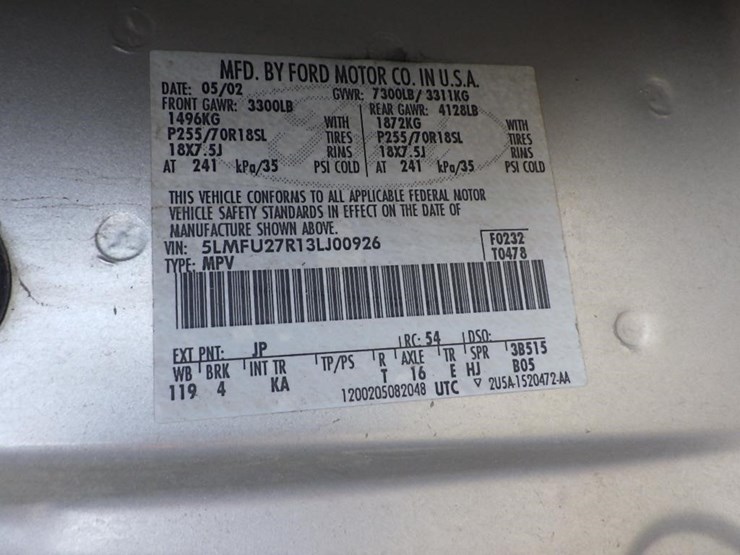 MFD. BY FORD MOTOR CO. IN U.S.A.
DATE: 05/02 GVWR: 7300LB/ 3311KG
FRONT GAWR: 3300LB REAR GAWR: 4128LB
1496KG WITH 1872KG WITH
P255/70R18SL TIRES P255/70R18SL TIRES
18X7.5J RIMS 18X7.5J RIMS
AT 241 kPa/35 PSI COLD AT 241 kPa/35 PSI COLD
THIS VEHICLE CONFORMS TO ALL APPLICABLE FEDERAL MOTOR
VEHICLE SAFETY STANDARDS IN EFFECT ON THE DATE OF
MANUFACTURE SHOWN ABOVE.
VIN: 5LMFU27R13LJ00926 F0232
TYPE: MPV T0478
EXT PNT: JP RC: 54 DSO:
WB BRK INT TR TP/PS R AXLE TR SPR 3B515
119 4 KA T 16 E HJ B05
1200205082048 UTC ▽ 2U5A-1520472-AA